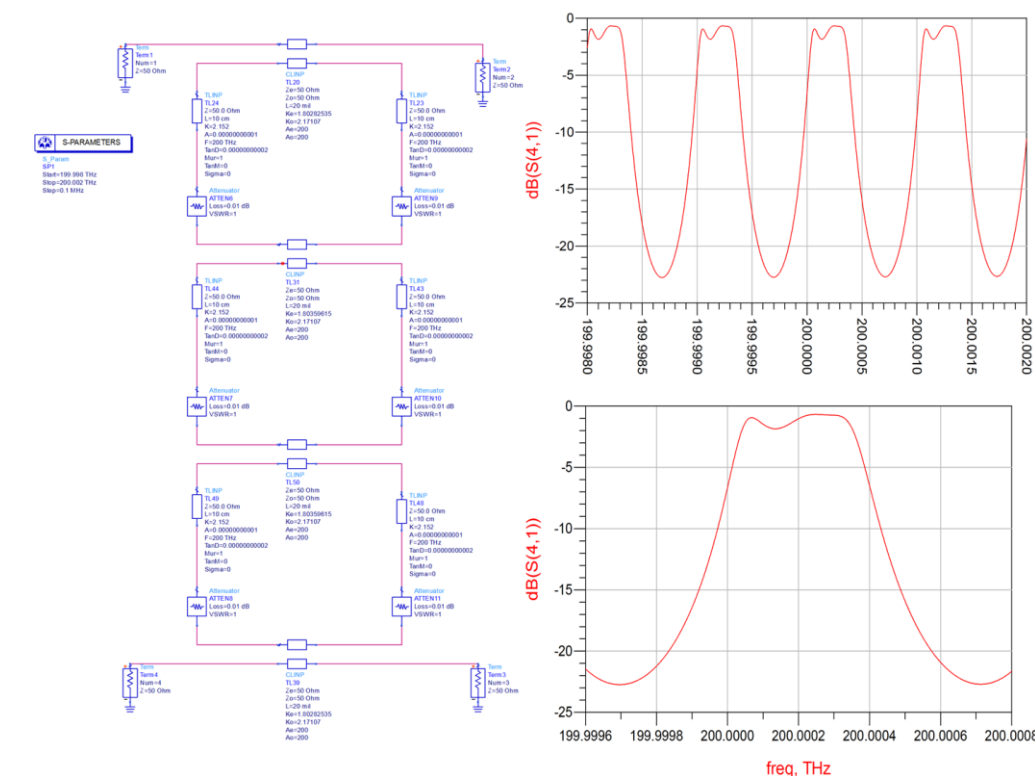 Term
Term1
Num=1
Z=50 Ohm
Term
Term2
Num=2
Z=50 Ohm
CLINP
TL20
Ze=50 Ohm
Zo=50 Ohm
L=20 mil
Ke=1.80282535
Ko=2.17107
Ae=200
Ao=200
TLINP
TL24
Z=50.0 Ohm
L=10 cm
K=2.152
A=0.00000000001
F=200 THz
TanD=0.00000000002
Mur=1
TanM=0
Sigma=0
TLINP
TL23
Z=50.0 Ohm
L=10 cm
K=2.152
A=0.00000000001
F=200 THz
TanD=0.00000000002
Mur=1
TanM=0
Sigma=0
S-PARAMETERS
S_Param
SP1
Start=199.998 THz
Stop=200.002 THz
Step=0.1 MHz
Attenuator
ATTEN6
Loss=0.01 dB
VSWR=1
Attenuator
ATTEN9
Loss=0.01 dB
VSWR=1
CLINP
TL31
Ze=50 Ohm
Zo=50 Ohm
L=20 mil
Ke=1.80359615
Ko=2.17107
Ae=200
Ao=200
TLINP
TL44
Z=50.0 Ohm
L=10 cm
K=2.152
A=0.00000000001
F=200 THz
TanD=0.00000000002
Mur=1
TanM=0
Sigma=0
TLINP
TL43
Z=50.0 Ohm
L=10 cm
K=2.152
A=0.00000000001
F=200 THz
TanD=0.00000000002
Mur=1
TanM=0
Sigma=0
Attenuator
ATTEN7
Loss=0.01 dB
VSWR=1
Attenuator
ATTEN10
Loss=0.01 dB
VSWR=1
CLINP
TL50
Ze=50 Ohm
Zo=50 Ohm
L=20 mil
Ke=1.80359615
Ko=2.17107
Ae=200
Ao=200
TLINP
TL49
Z=50.0 Ohm
L=10 cm
K=2.152
A=0.00000000001
F=200 THz
TanD=0.00000000002
Mur=1
TanM=0
Sigma=0
TLINP
TL48
Z=50.0 Ohm
L=10 cm
K=2.152
A=0.00000000001
F=200 THz
TanD=0.00000000002
Mur=1
TanM=0
Sigma=0
Attenuator
ATTEN8
Loss=0.01 dB
VSWR=1
Attenuator
ATTEN11
Loss=0.01 dB
VSWR=1
Term
Term4
Num=4
Z=50 Ohm
Term
Term3
Num=3
Z=50 Ohm
CLINP
TL39
Ze=50 Ohm
Zo=50 Ohm
L=20 mil
Ke=1.80282535
Ko=2.17107
Ae=200
Ao=200
dB(S(4,1))
0
-5
-10
-15
-20
-25
199.9980
199.9985
199.9990
199.9995
200.0000
200.0005
200.0010
200.0015
200.0020
dB(S(4,1))
0
-5
-10
-15
-20
-25
199.9996
199.9998
200.0000
200.0002
200.0004
200.0006
200.0008
freq, THz